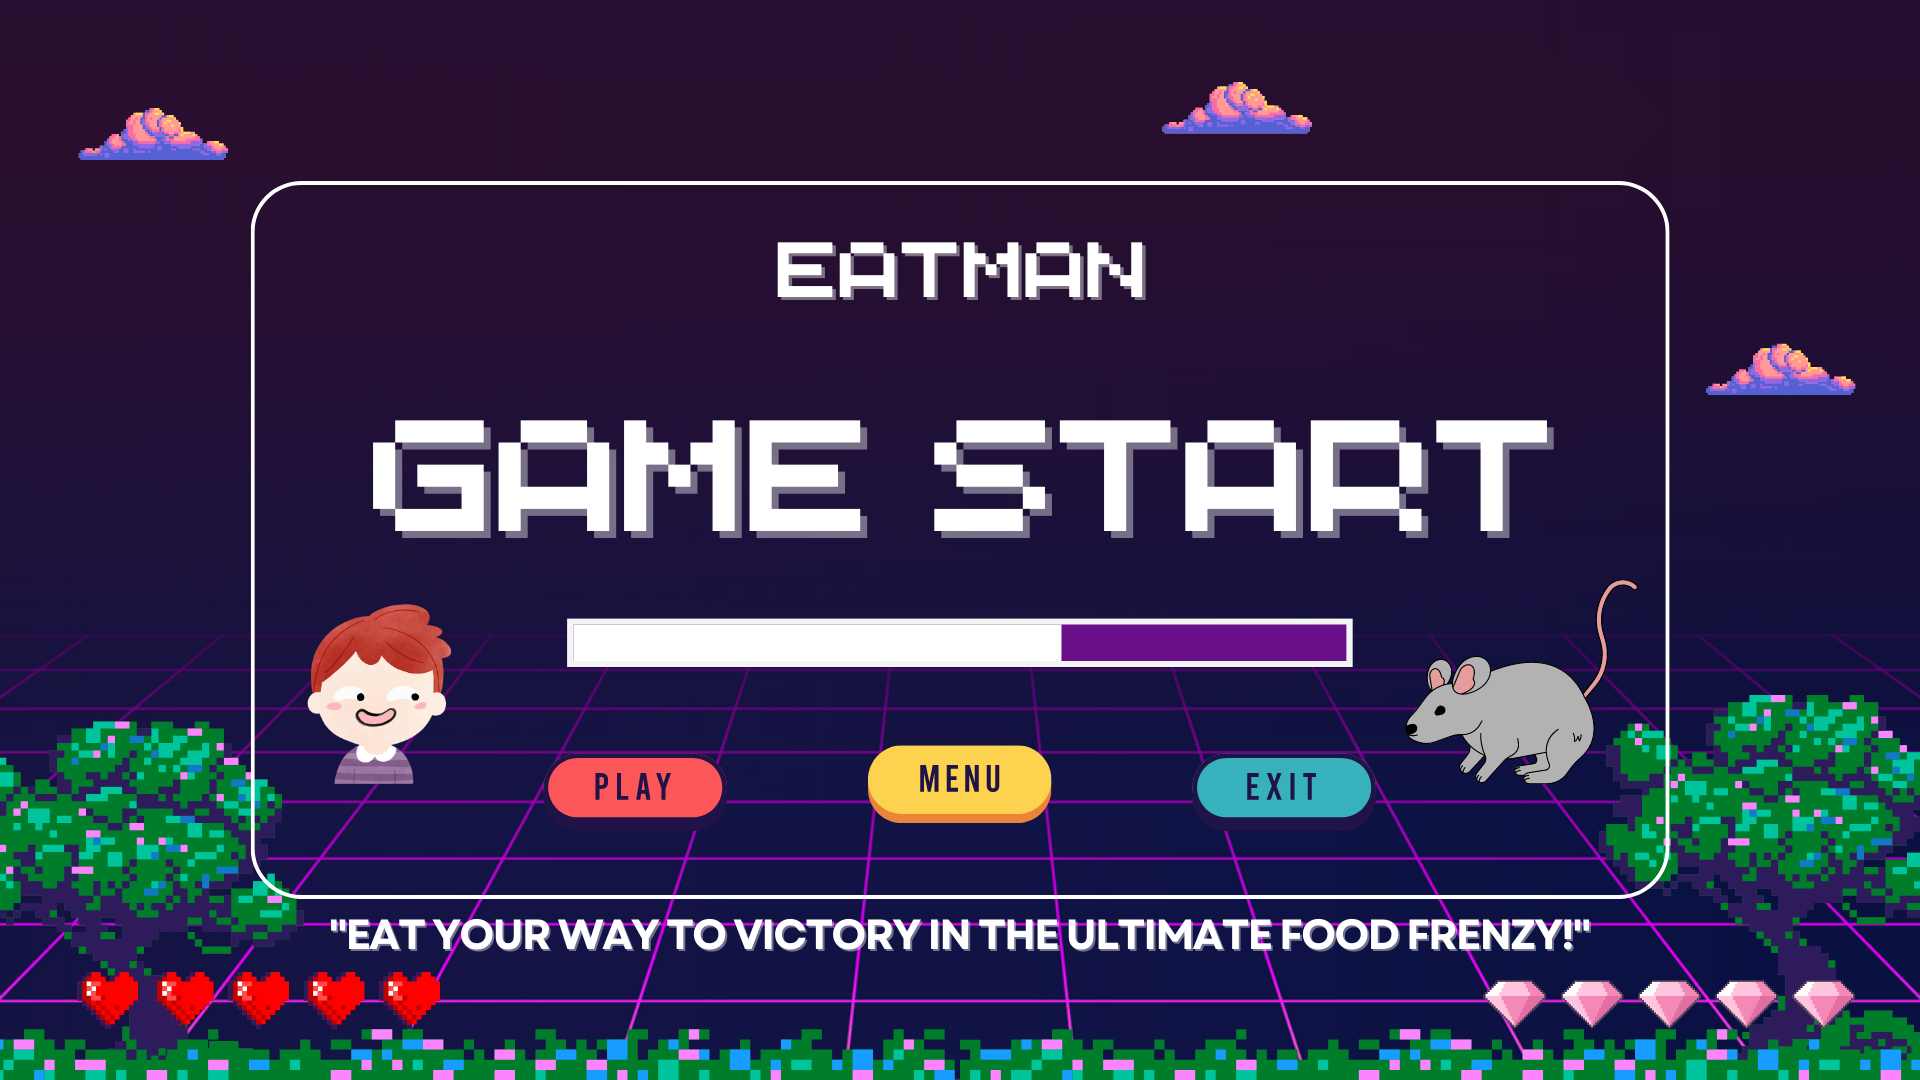 EATMAN
GAME START
PLAY
MENU
EXIT
"EAT YOUR WAY TO VICTORY IN THE ULTIMATE FOOD FRENZY!"